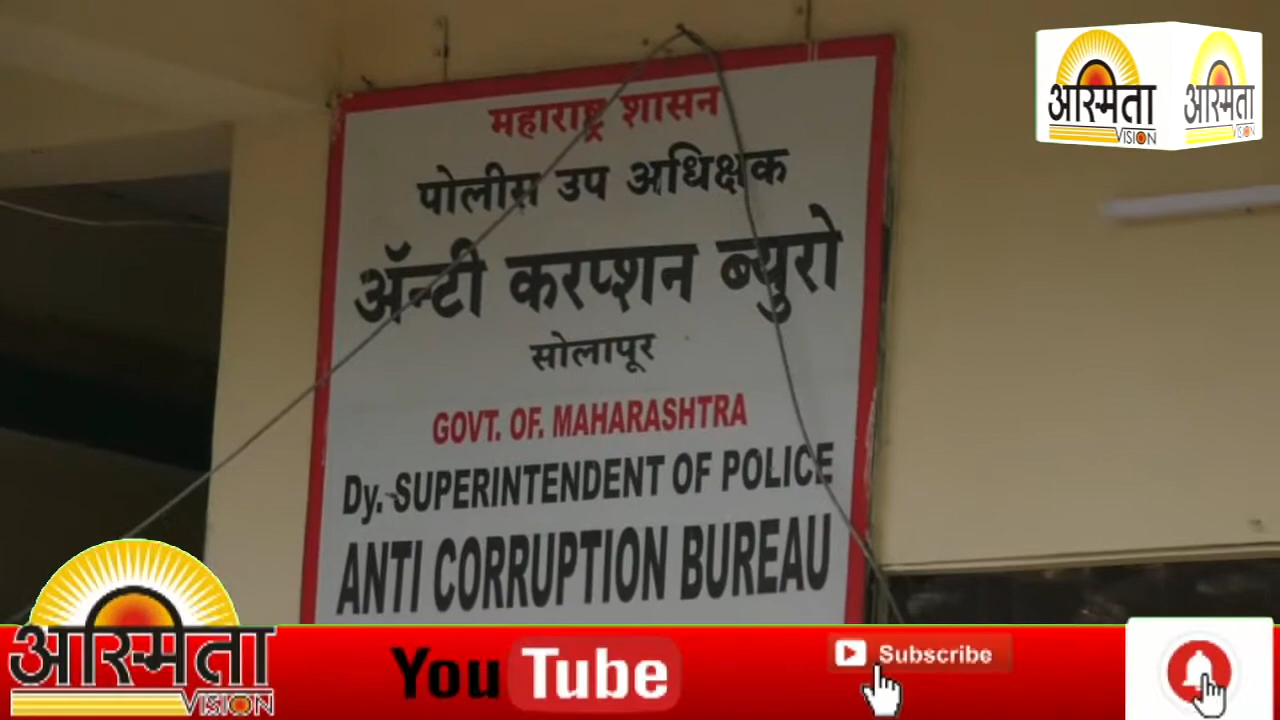 महाराष्ट्र शासन
पोलीस उप अधिक्षक
ॲन्टी करप्शन ब्युरो
सोलापूर
GOVT. OF. MAHARASHTRA
Dy. SUPERINTENDENT OF POLICE
ANTI CORRUPTION BUREAU
अस्मिता
VISION
अस्मिता
VISION
अस्मिता
VISION
You Tube
Subscribe